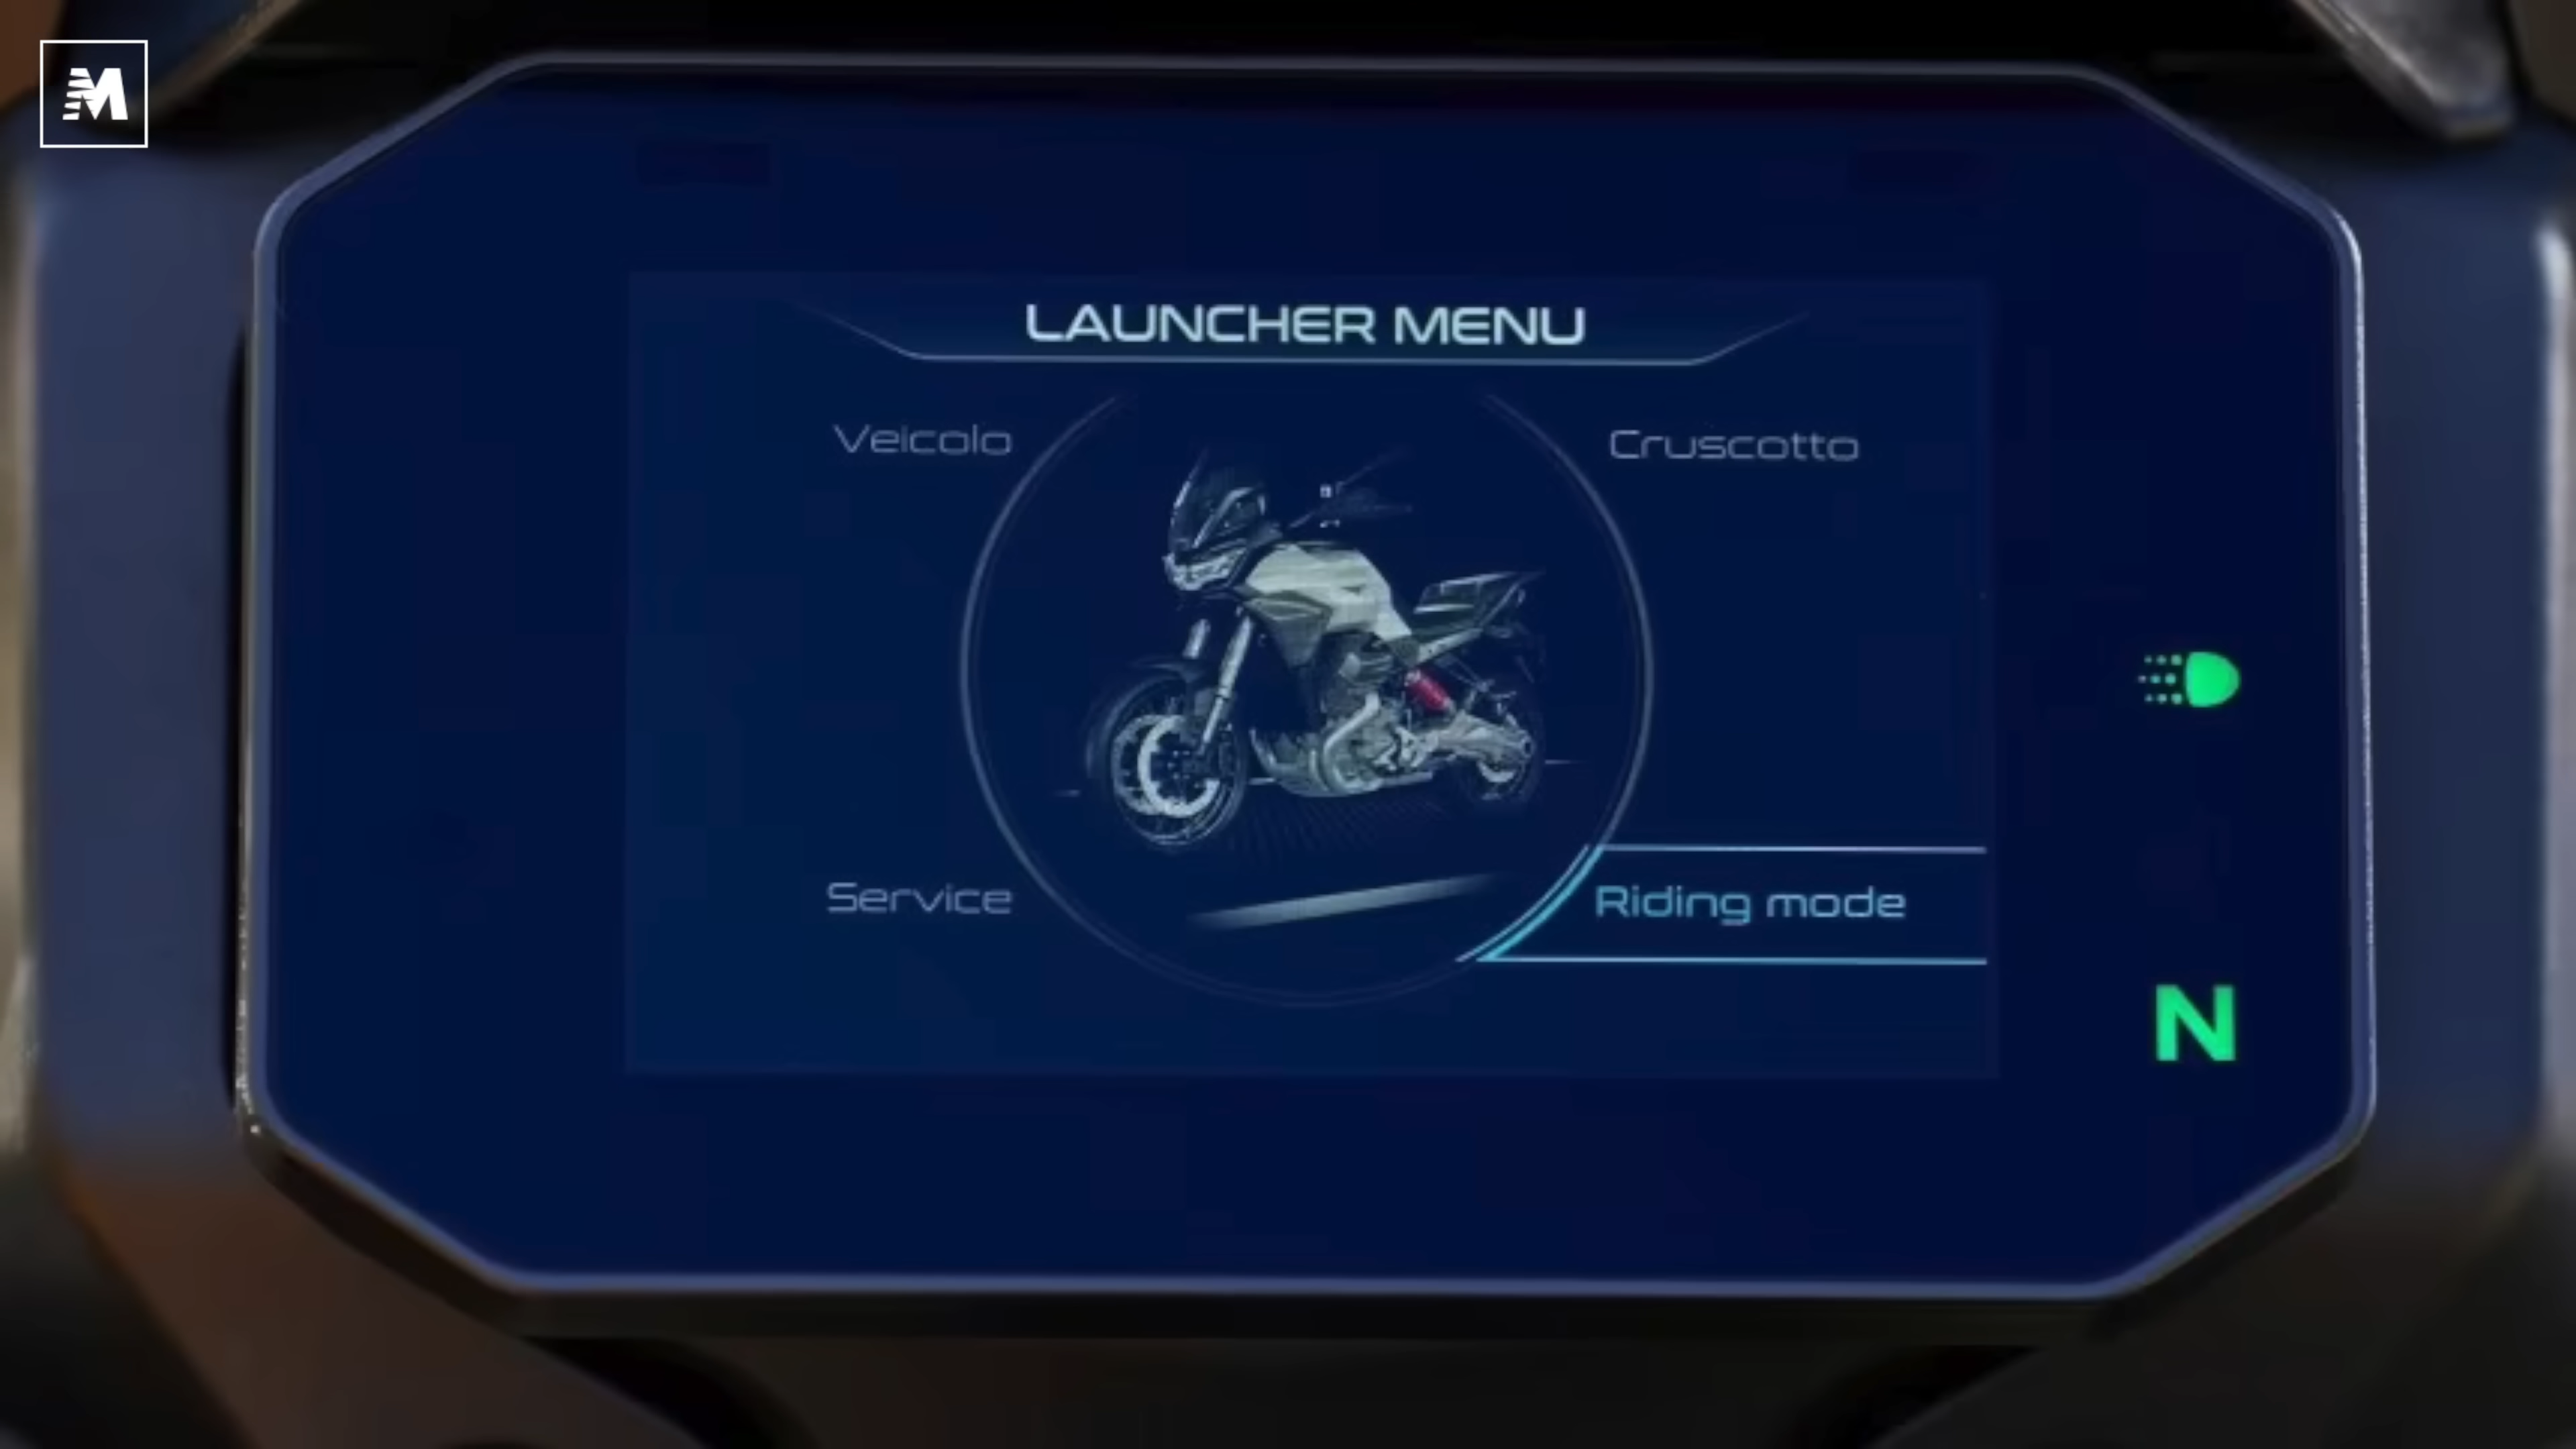 M
LAUNCHER MENU
Veicolo
Cruscotto
Service
Riding mode
N